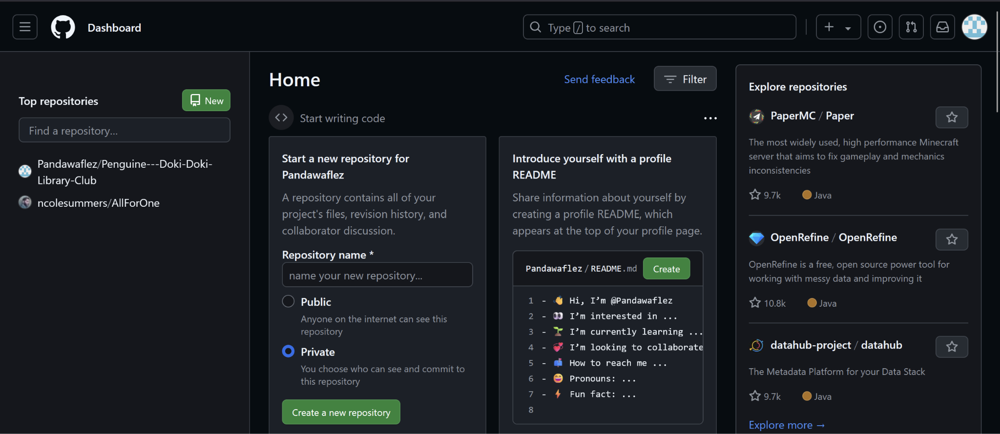 Dashboard
Type / to search
Top repositories
New
Find a repository...
Pandawaflez/Penguine---Doki-Doki-
Library-Club
ncolesummers/AllForOne
Home
Send feedback
Filter
Start writing code
Start a new repository for
Pandawaflez
A repository contains all of your
project's files, revision history, and
collaborator discussion.
Repository name *
name your new repository...
Public
Anyone on the internet can see this
repository
Private
You choose who can see and commit to
this repository
Create a new repository
Introduce yourself with a profile
README
Share information about yourself by
creating a profile README, which
appears at the top of your profile page.
Pandawaflez / README.md
Create
1 - 👋 Hi, I’m @Pandawaflez
2 - 👀 I’m interested in ...
3 - 🌱 I’m currently learning ...
4 - 💞️ I’m looking to collaborate
5 - 📫 How to reach me ...
6 - 😄 Pronouns: ...
7 - ⚡ Fun fact: ...
8
Explore repositories
PaperMC / Paper
The most widely used, high performance Minecraft
server that aims to fix gameplay and mechanics
inconsistencies
9.7k Java
OpenRefine / OpenRefine
OpenRefine is a free, open source power tool for
working with messy data and improving it
10.8k Java
datahub-project / datahub
The Metadata Platform for your Data Stack
9.7k Java
Explore more →